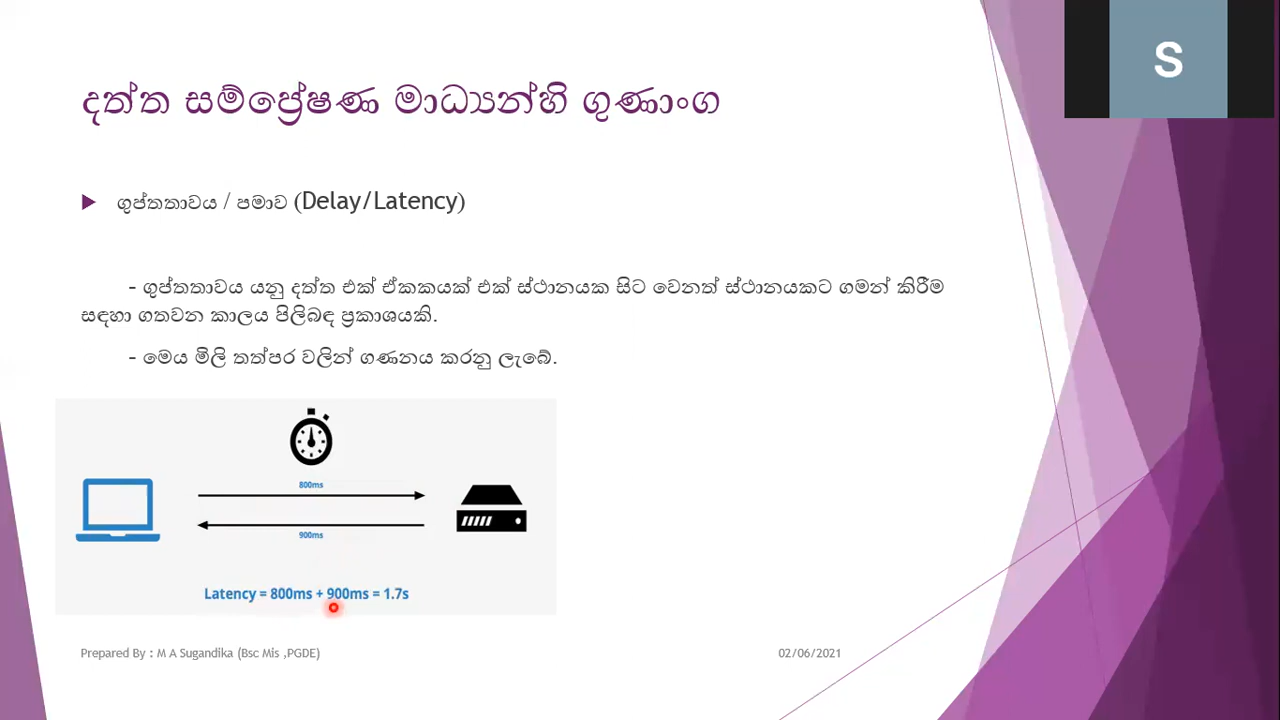 S
දත්ත සම්ප්‍රේෂණ මාධ්‍යන්හි ගුණාංග
ගුප්තතාවය / පමාව (Delay/Latency)
- ගුප්තතාවය යනු දත්ත එක් ඒකකයක් එක් ස්ථානයක සිට වෙනත් ස්ථානයකට ගමන් කිරීම
සඳහා ගතවන කාලය පිලිබඳ ප්‍රකාශයකි.
- මෙය මිලි තත්පර වලින් ගණනය කරනු ලැබේ.
800ms
900ms
Latency = 800ms + 900ms = 1.7s
Prepared By : M A Sugandika (Bsc Mis ,PGDE)
02/06/2021